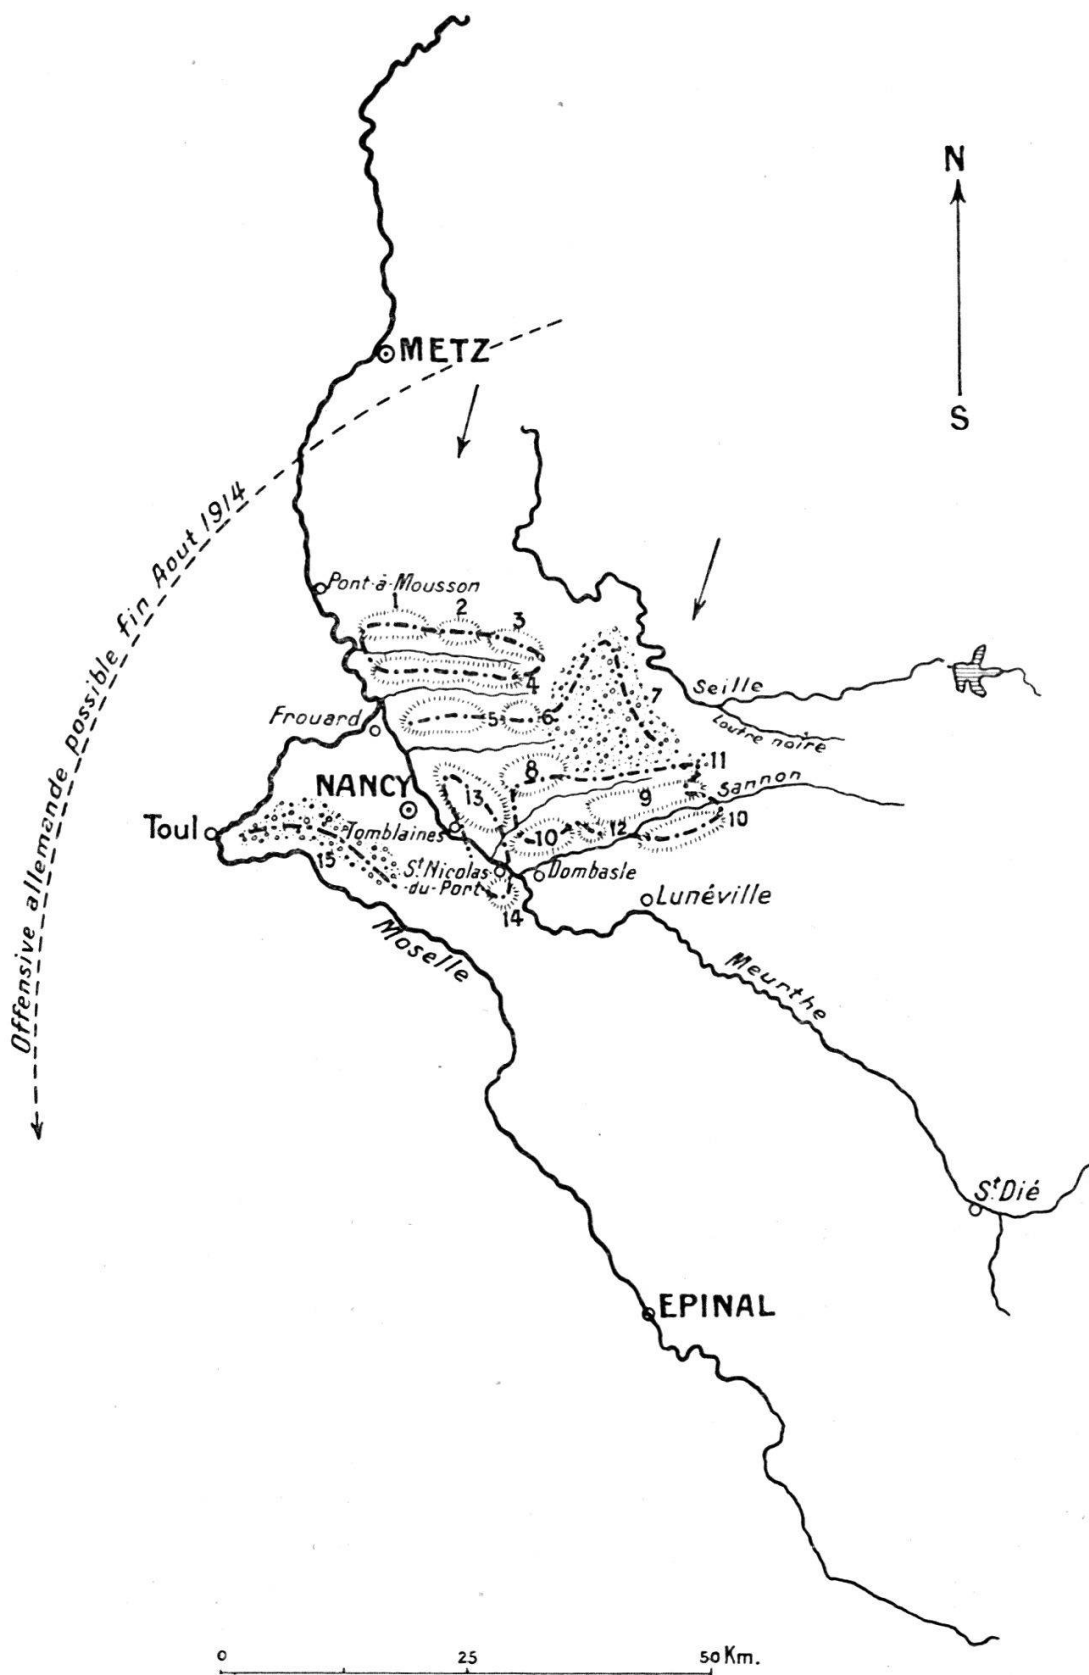 N
S
METZ
Offensive allemande possible fin Aout 1914
Pont-à-Mousson
1
2
3
4
5
6
7
Seille
Loutre noire
Frouard
8
11
Sannon
NANCY
13
9
Toul
Tomblaines
10
12
10
15
St Nicolas
-du-Port
Dombasle
14
Lunéville
Moselle
Meurthe
St Dié
EPINAL
0 25 50 Km.